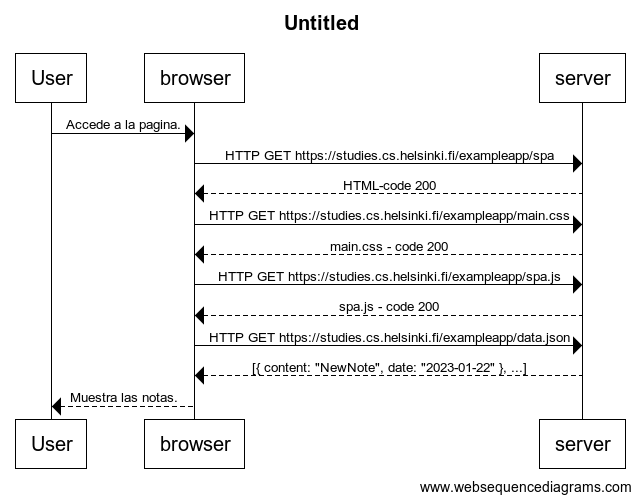 Untitled
User browser server
Accede a la pagina.
HTTP GET https://studies.cs.helsinki.fi/exampleapp/spa
HTML-code 200
HTTP GET https://studies.cs.helsinki.fi/exampleapp/main.css
main.css - code 200
HTTP GET https://studies.cs.helsinki.fi/exampleapp/spa.js
spa.js - code 200
HTTP GET https://studies.cs.helsinki.fi/exampleapp/data.json
[{ content: "NewNote", date: "2023-01-22" }, ...]
Muestra las notas.
User browser server
www.websequencediagrams.com